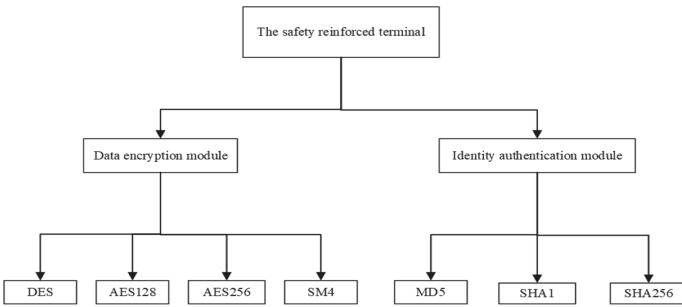 The safety reinforced terminal
Data encryption module
Identity authentication module
DES
AES128
AES256
SM4
MD5
SHA1
SHA256